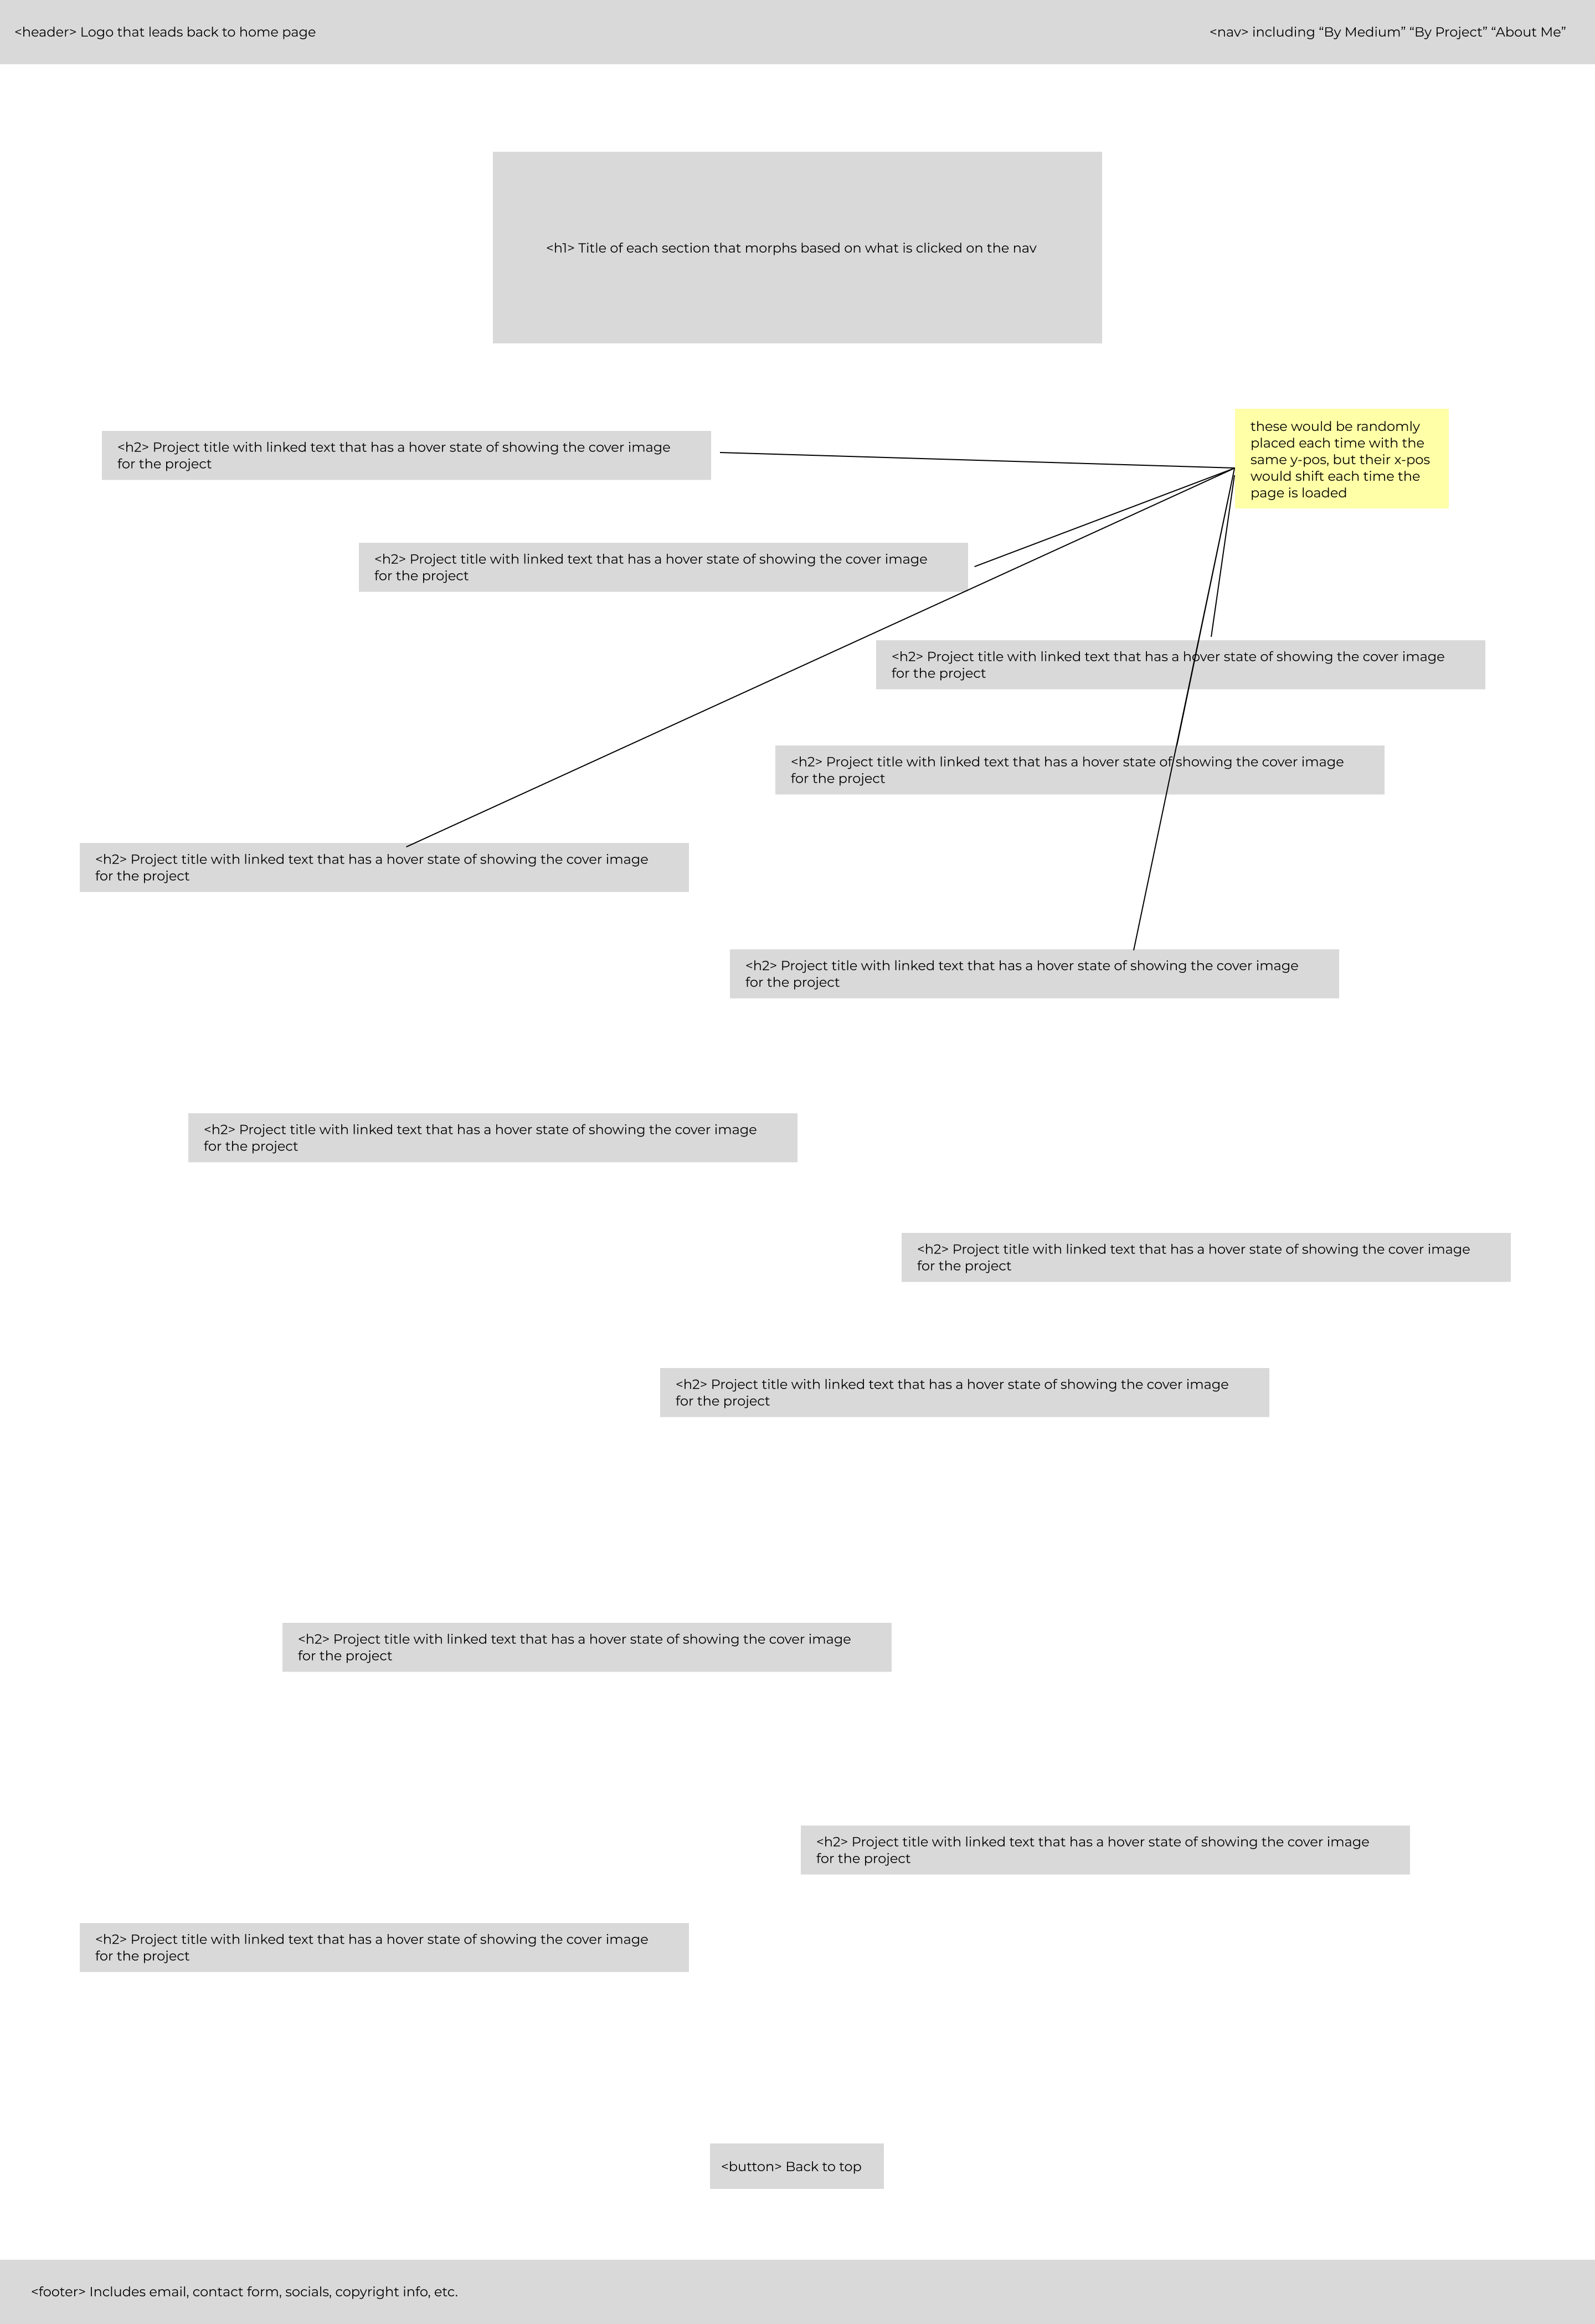 <header> Logo that leads back to home page
<nav> including “By Medium” “By Project” “About Me”
<h1> Title of each section that morphs based on what is clicked on the nav
these would be randomly
placed each time with the
same y-pos, but their x-pos
would shift each time the
page is loaded
<h2> Project title with linked text that has a hover state of showing the cover image
for the project
<h2> Project title with linked text that has a hover state of showing the cover image
for the project
<h2> Project title with linked text that has a hover state of showing the cover image
for the project
<h2> Project title with linked text that has a hover state of showing the cover image
for the project
<h2> Project title with linked text that has a hover state of showing the cover image
for the project
<h2> Project title with linked text that has a hover state of showing the cover image
for the project
<h2> Project title with linked text that has a hover state of showing the cover image
for the project
<h2> Project title with linked text that has a hover state of showing the cover image
for the project
<h2> Project title with linked text that has a hover state of showing the cover image
for the project
<h2> Project title with linked text that has a hover state of showing the cover image
for the project
<h2> Project title with linked text that has a hover state of showing the cover image
for the project
<h2> Project title with linked text that has a hover state of showing the cover image
for the project
<button> Back to top
<footer> Includes email, contact form, socials, copyright info, etc.